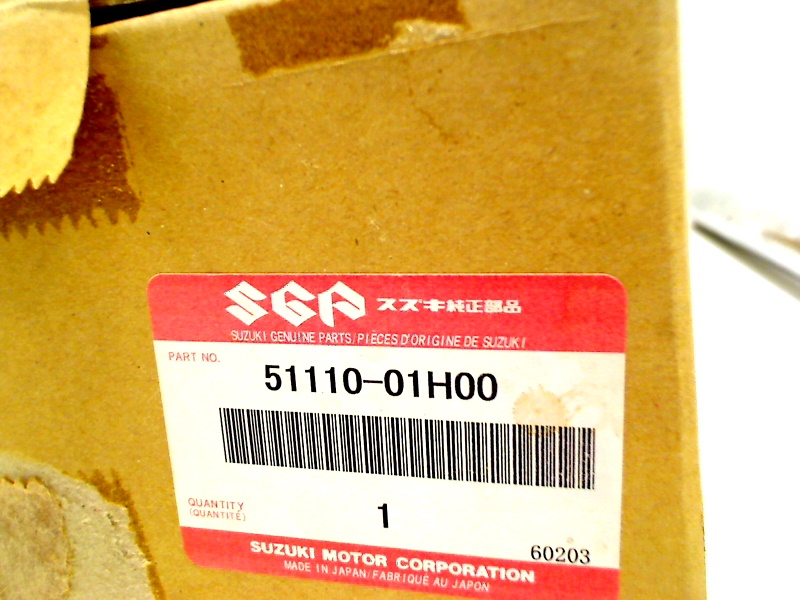 SGP スズキ純正部品
SUZUKI GENUINE PARTS/PIÈCES D'ORIGINE DE SUZUKI
PART NO.
51110-01H00
QUANTITY
(QUANTITÉ)
1
60203
SUZUKI MOTOR CORPORATION
MADE IN JAPAN/FABRIQUÉ AU JAPON